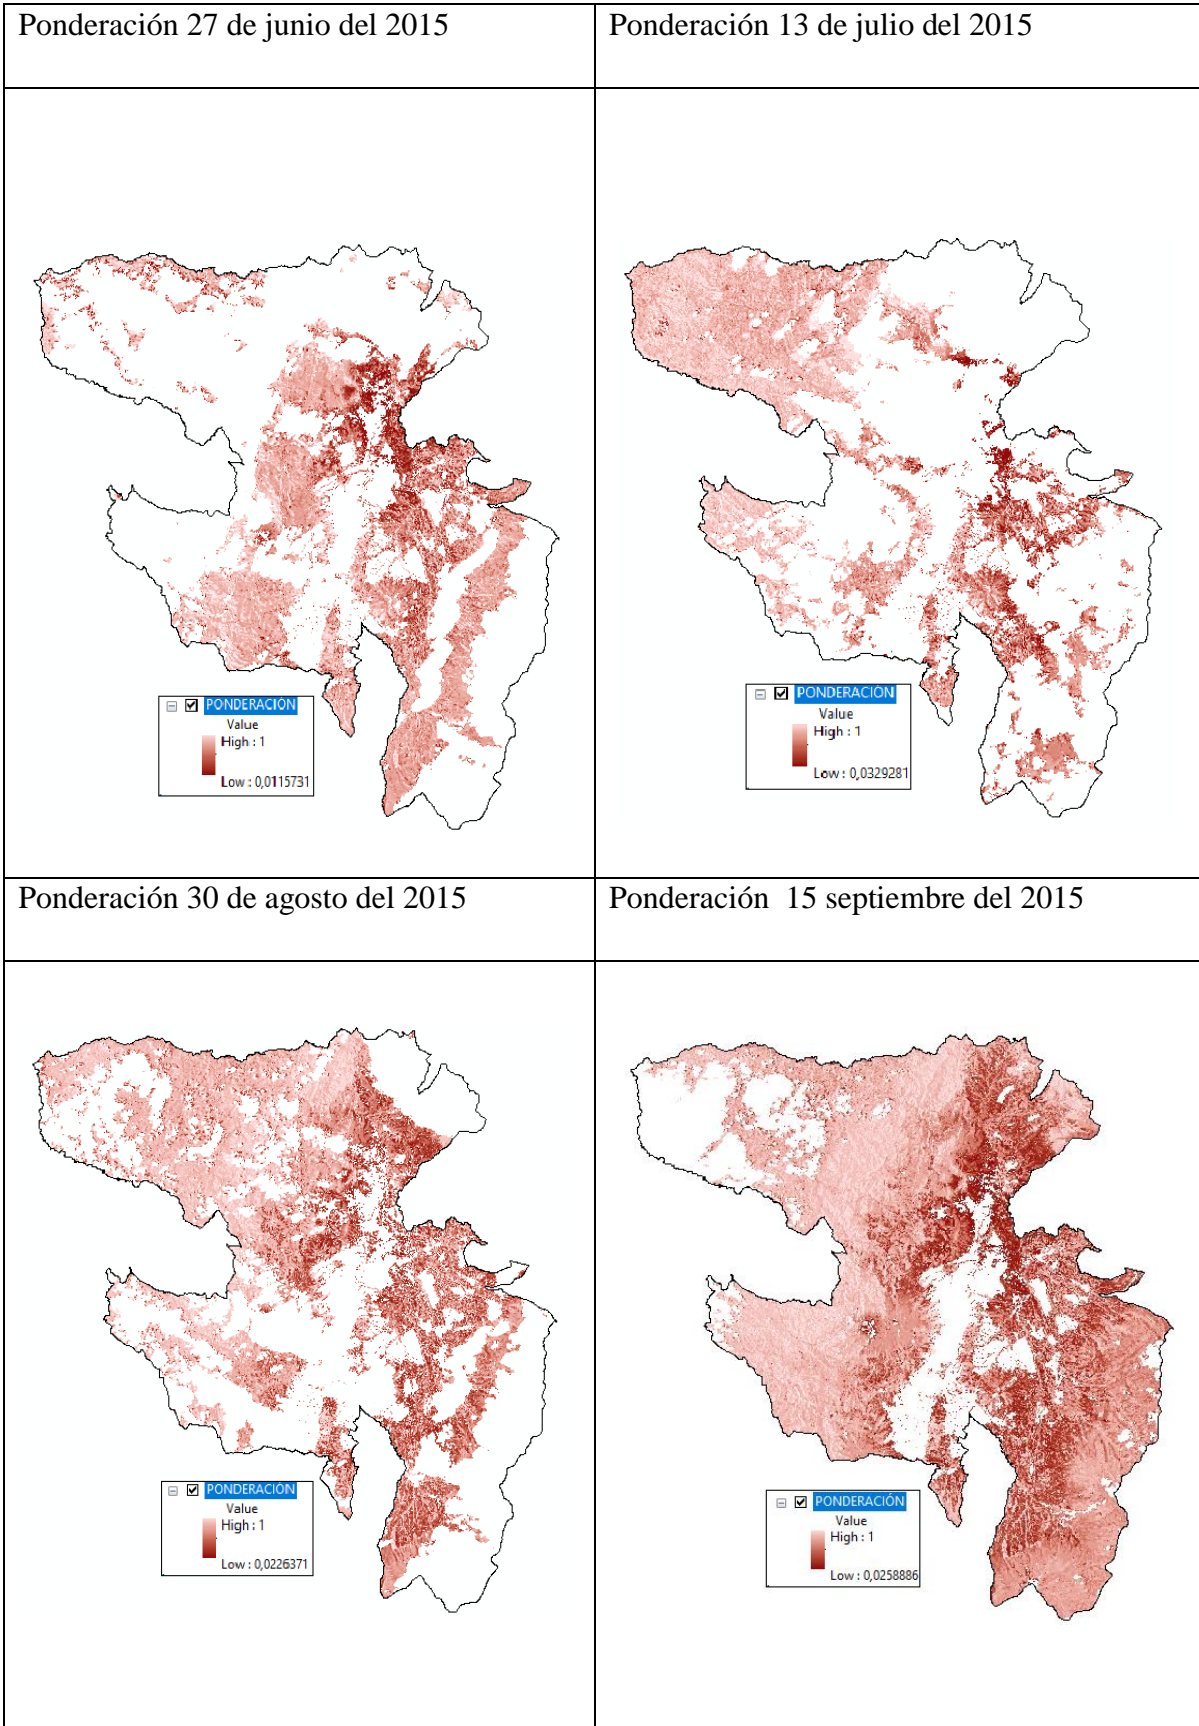 Ponderación 27 de junio del 2015
Ponderación 13 de julio del 2015
PONDERACIÓN
Value
High : 1
Low : 0,0115731
PONDERACIÓN
Value
High : 1
Low : 0,0329281
Ponderación 30 de agosto del 2015
Ponderación 15 septiembre del 2015
PONDERACIÓN
Value
High : 1
Low : 0,0226371
PONDERACIÓN
Value
High : 1
Low : 0,0258886